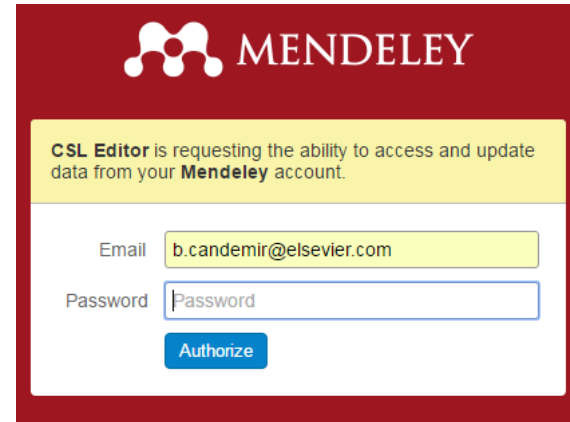 MENDELEY
CSL Editor is requesting the ability to access and update
data from your Mendeley account.
Email b.candemir@elsevier.com
Password Password
Authorize